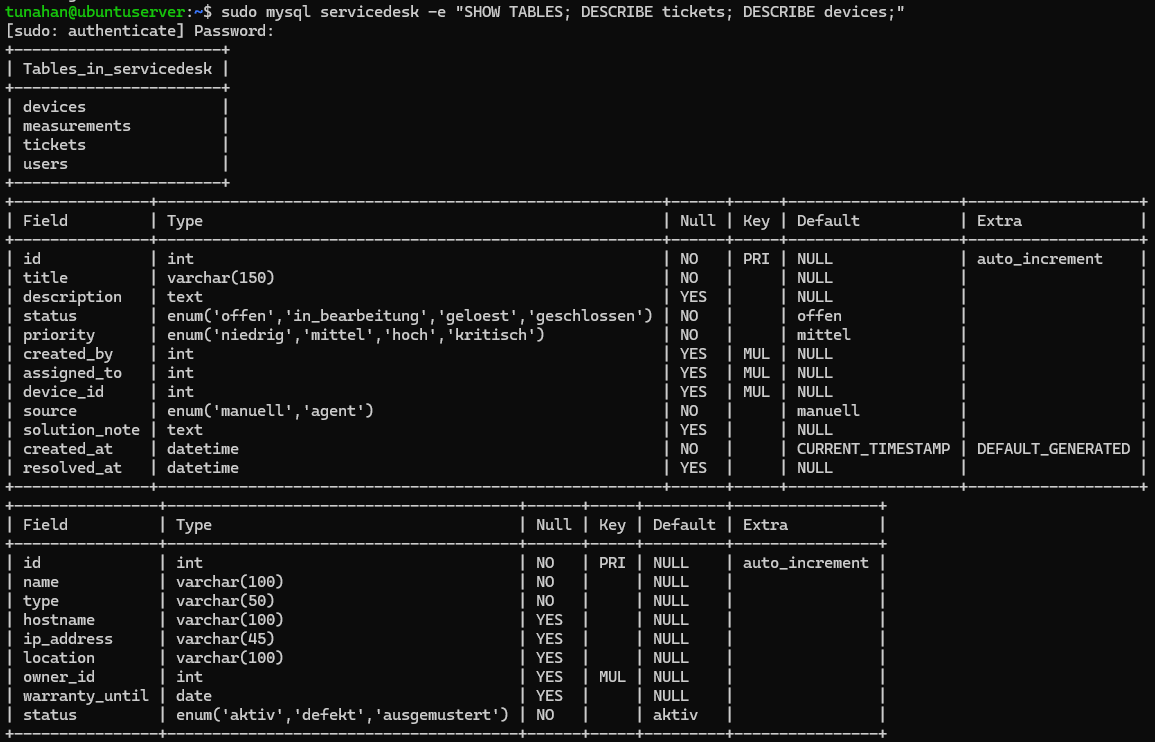 tunahan@ubuntuserver:~$ sudo mysql servicedesk -e "SHOW TABLES; DESCRIBE tickets; DESCRIBE devices;"
[sudo: authenticate] Password:
+------------------------+
| Tables_in_servicedesk |
+------------------------+
| devices |
| measurements |
| tickets |
| users |
+------------------------+
+---------------+--------------------------------------------------------+------+-----+-------------------+-------------------+
| Field | Type | Null | Key | Default | Extra |
+---------------+--------------------------------------------------------+------+-----+-------------------+-------------------+
| id | int | NO | PRI | NULL | auto_increment |
| title | varchar(150) | NO | | NULL | |
| description | text | YES | | NULL | |
| status | enum('offen','in_bearbeitung','geloest','geschlossen') | NO | | offen | |
| priority | enum('niedrig','mittel','hoch','kritisch') | NO | | mittel | |
| created_by | int | YES | MUL | NULL | |
| assigned_to | int | YES | MUL | NULL | |
| device_id | int | YES | MUL | NULL | |
| source | enum('manuell','agent') | NO | | manuell | |
| solution_note | text | YES | | NULL | |
| created_at | datetime | NO | | CURRENT_TIMESTAMP | DEFAULT_GENERATED |
| resolved_at | datetime | YES | | NULL | |
+---------------+--------------------------------------------------------+------+-----+-------------------+-------------------+
+----------------+---------------------------------------+------+-----+---------+----------------+
| Field | Type | Null | Key | Default | Extra |
+----------------+---------------------------------------+------+-----+---------+----------------+
| id | int | NO | PRI | NULL | auto_increment |
| name | varchar(100) | NO | | NULL | |
| type | varchar(50) | NO | | NULL | |
| hostname | varchar(100) | YES | | NULL | |
| ip_address | varchar(45) | YES | | NULL | |
| location | varchar(100) | YES | | NULL | |
| owner_id | int | YES | MUL | NULL | |
| warranty_until | date | YES | | NULL | |
| status | enum('aktiv','defekt','ausgemustert') | NO | | aktiv | |
+----------------+---------------------------------------+------+-----+---------+----------------+